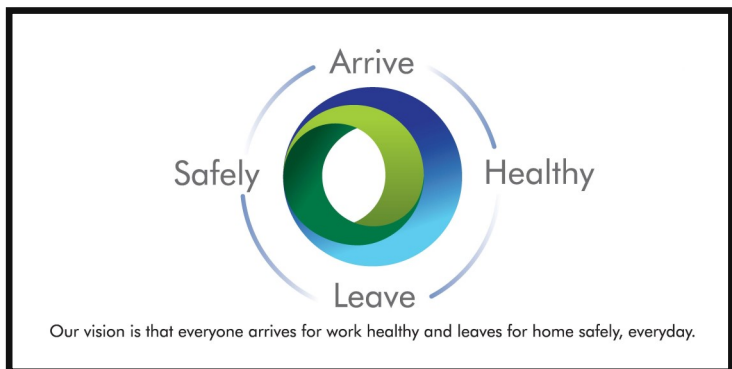 Arrive
Safely
Healthy
Leave
Our vision is that everyone arrives for work healthy and leaves for home safely, everyday.